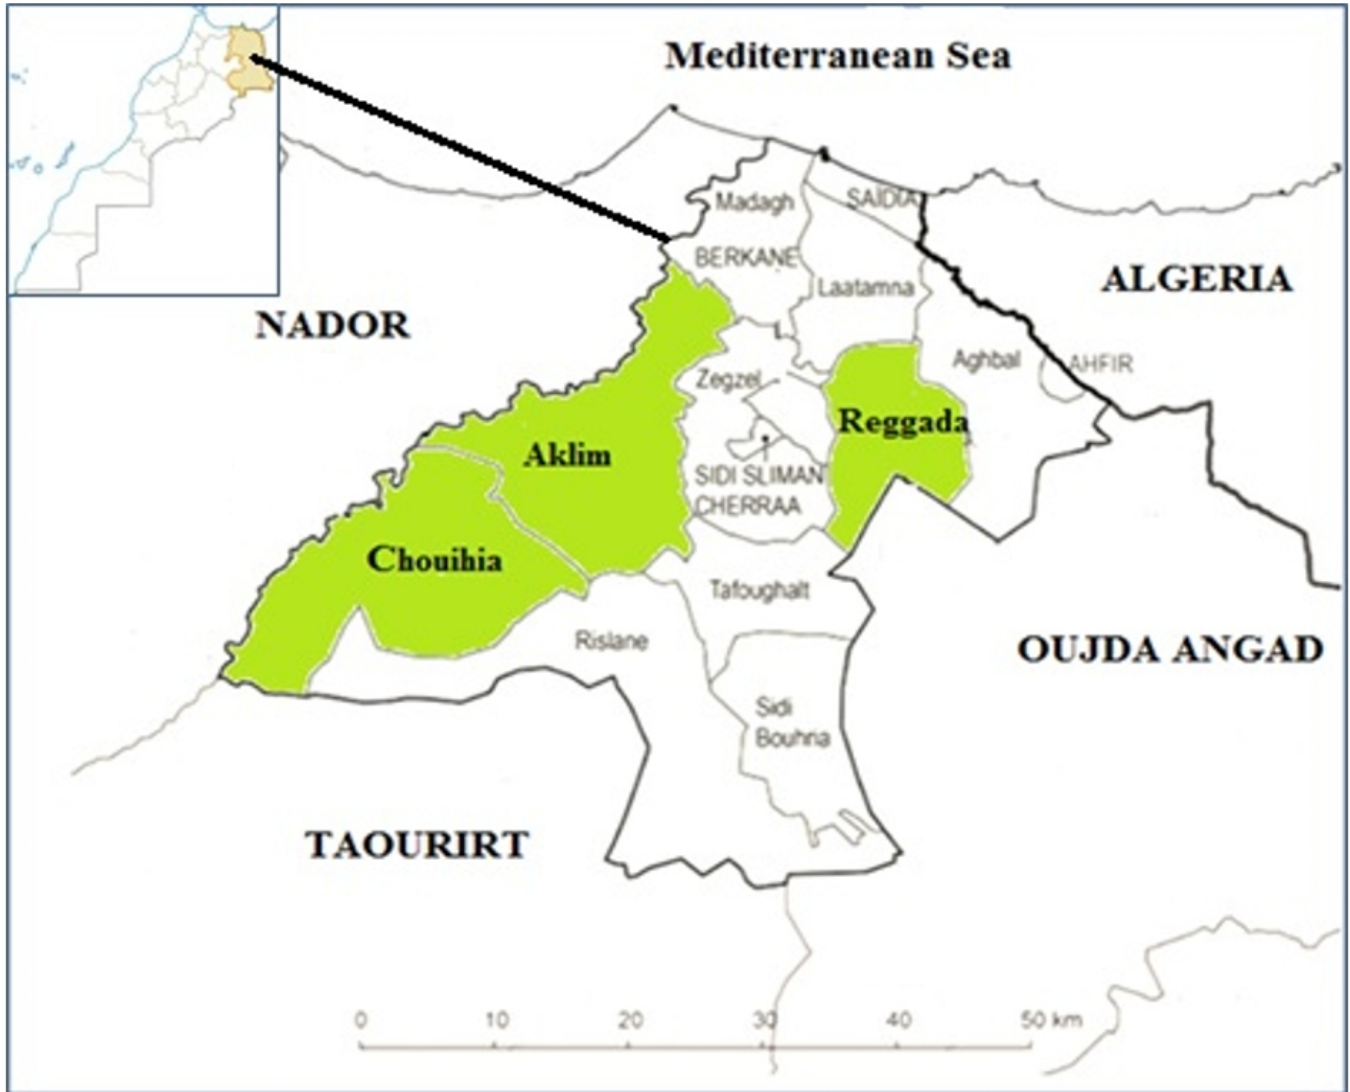 Mediterranean Sea
Madagh
SAÏDIA
BERKANE
ALGERIA
Laatamna
NADOR
Aghbal
AHFIR
Zegzel
Reggada
Aklim
SIDI SLIMAN
CHERRAA
Chouihia
Tafoughalt
Rislane
OUJDA ANGAD
Sidi
Bouhria
TAOURIRT
0 10 20 30 40 50 km